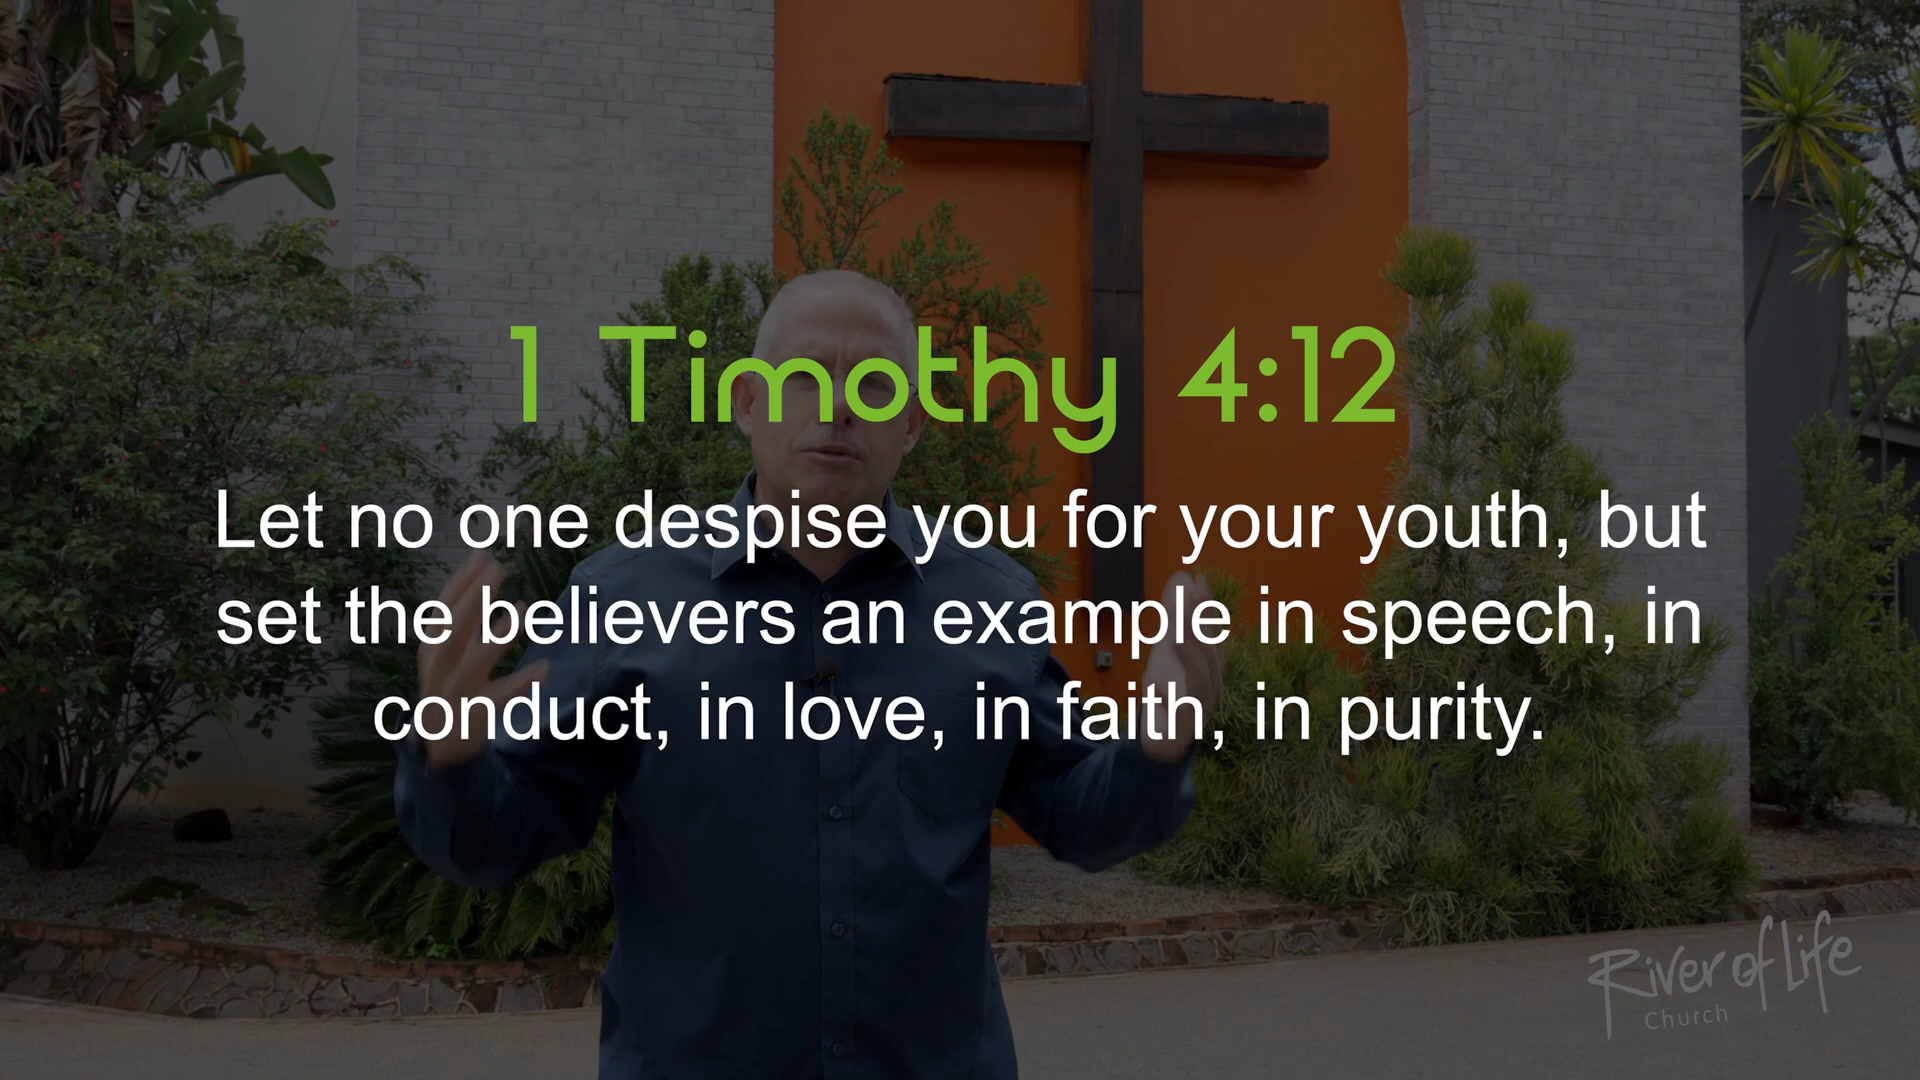 1 Timothy 4:12
Let no one despise you for your youth, but
set the believers an example in speech, in
conduct, in love, in faith, in purity.
River of Life
Church